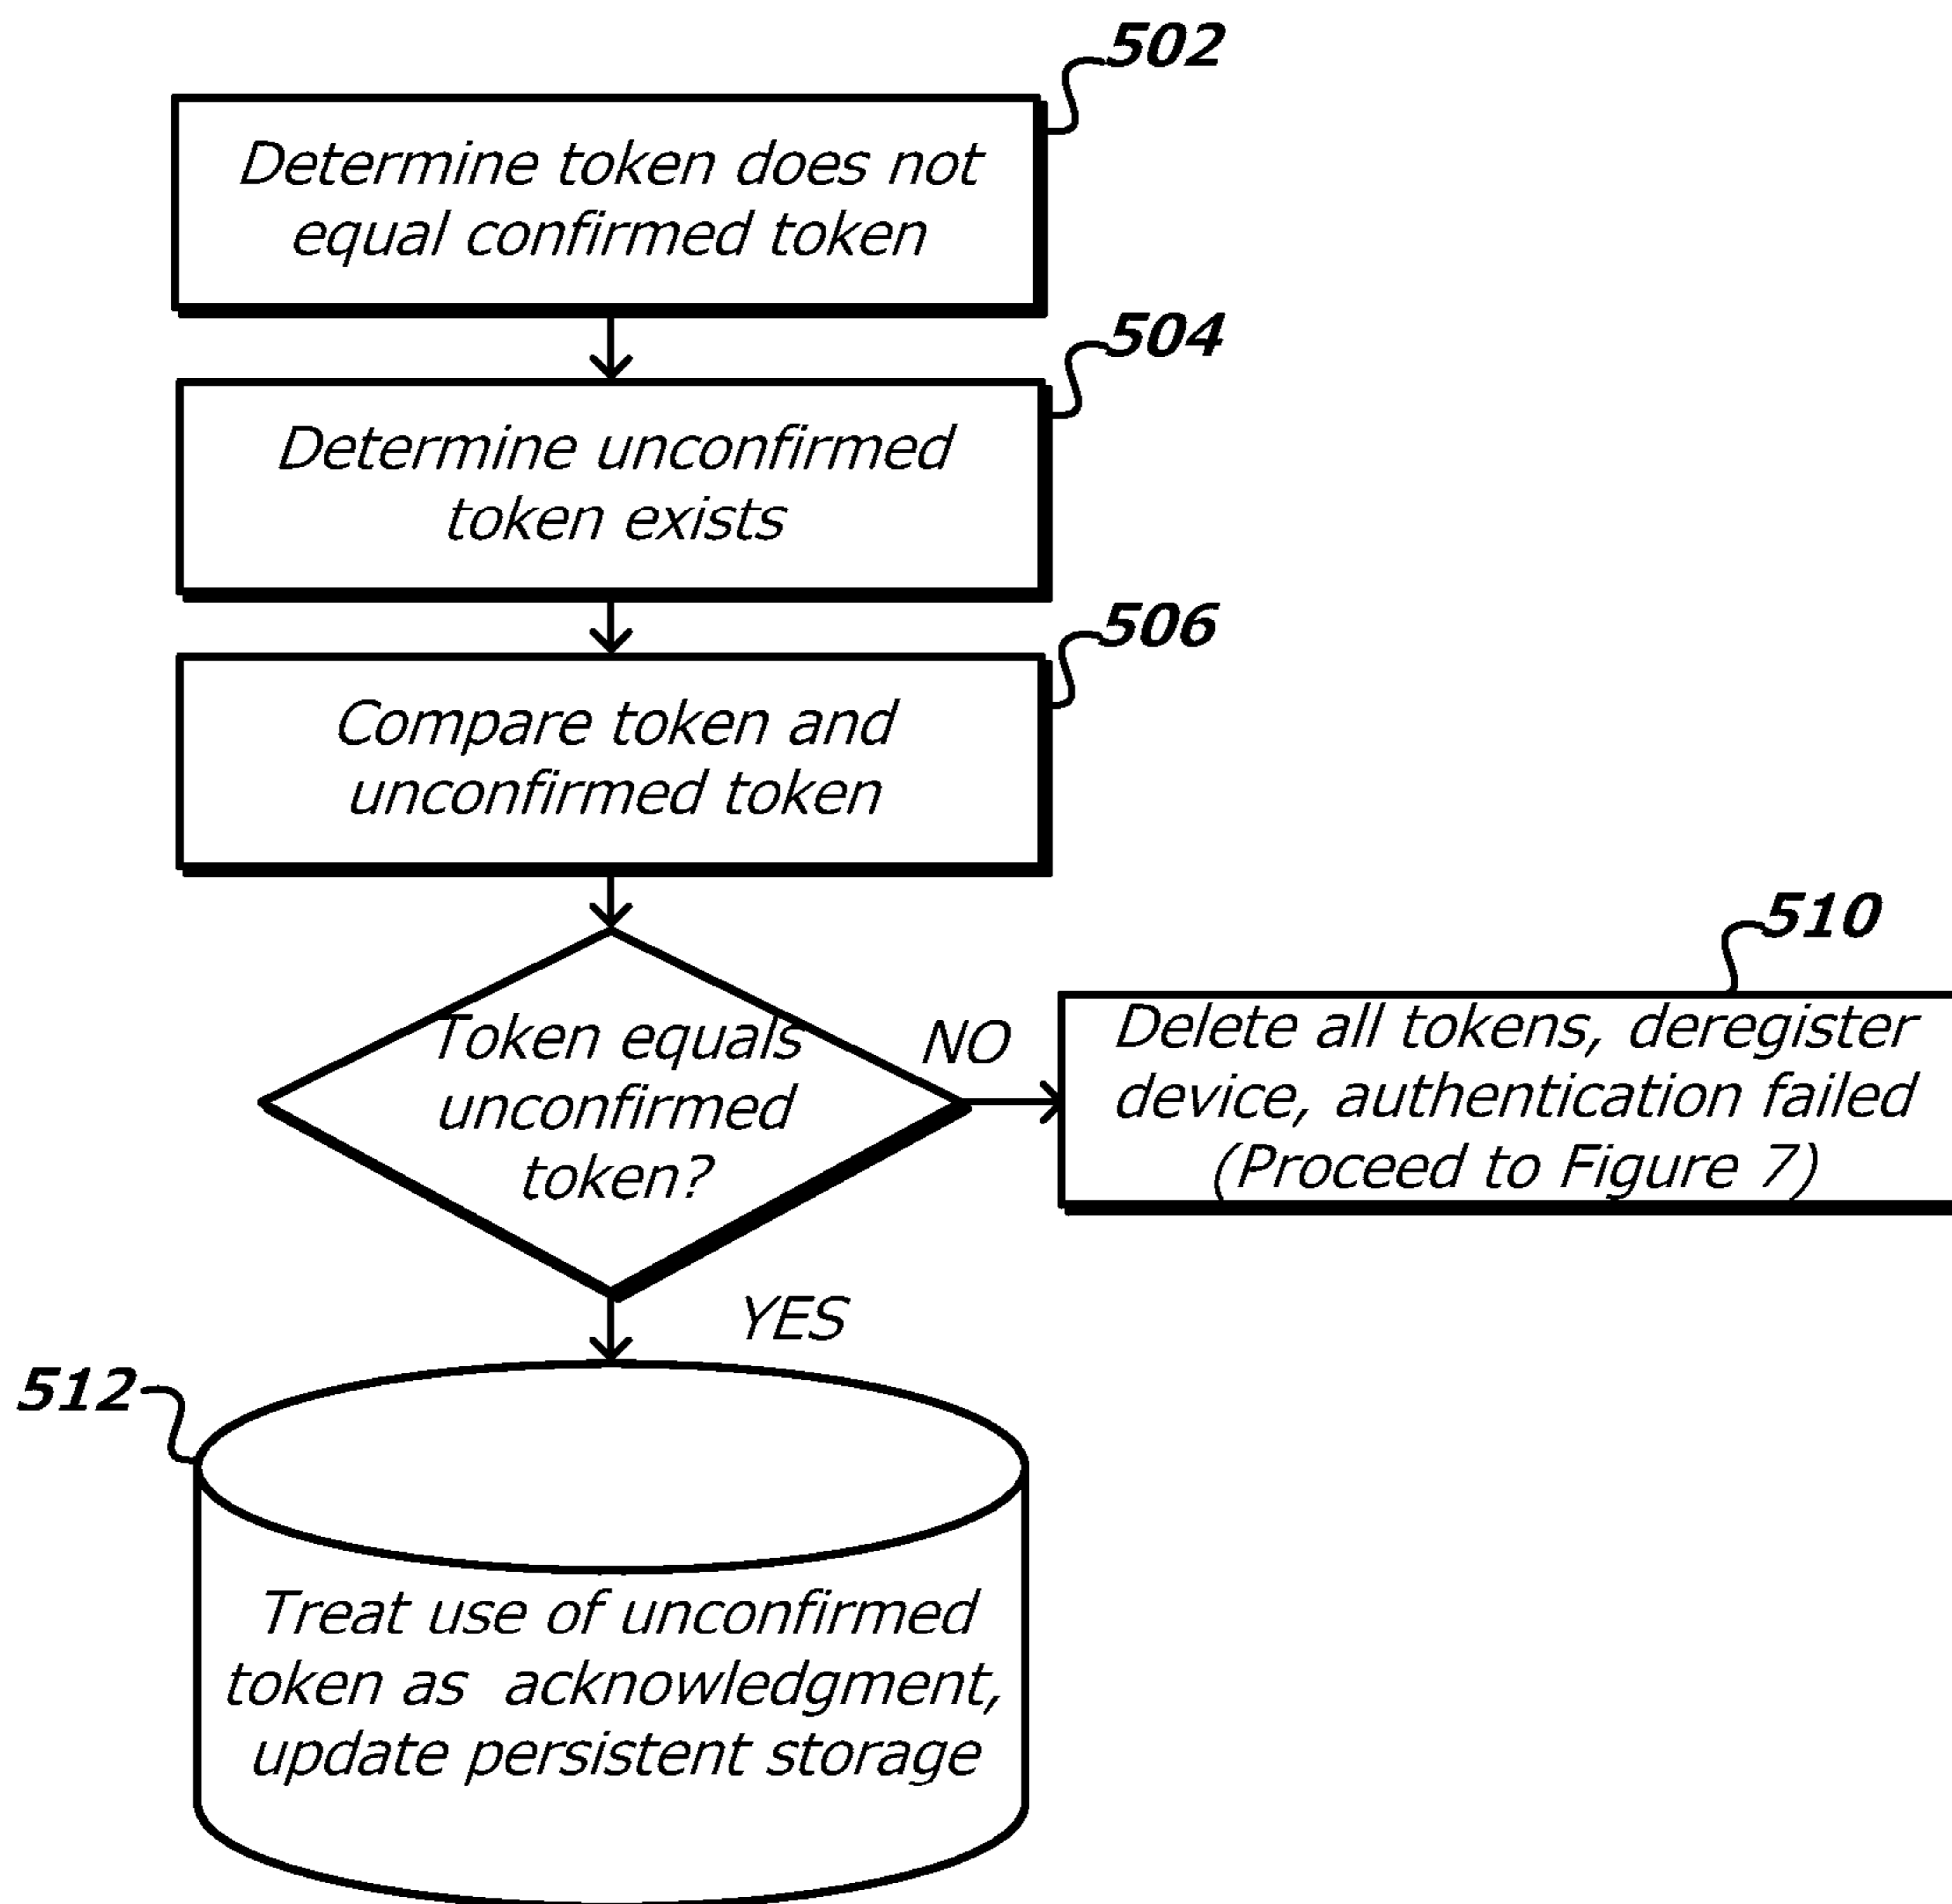 502
Determine token does not
equal confirmed token
504
Determine unconfirmed
token exists
506
Compare token and
unconfirmed token
Token equals
unconfirmed
token?
NO
510
Delete all tokens, deregister
device, authentication failed
(Proceed to Figure 7)
YES
512
Treat use of unconfirmed
token as acknowledgment,
update persistent storage